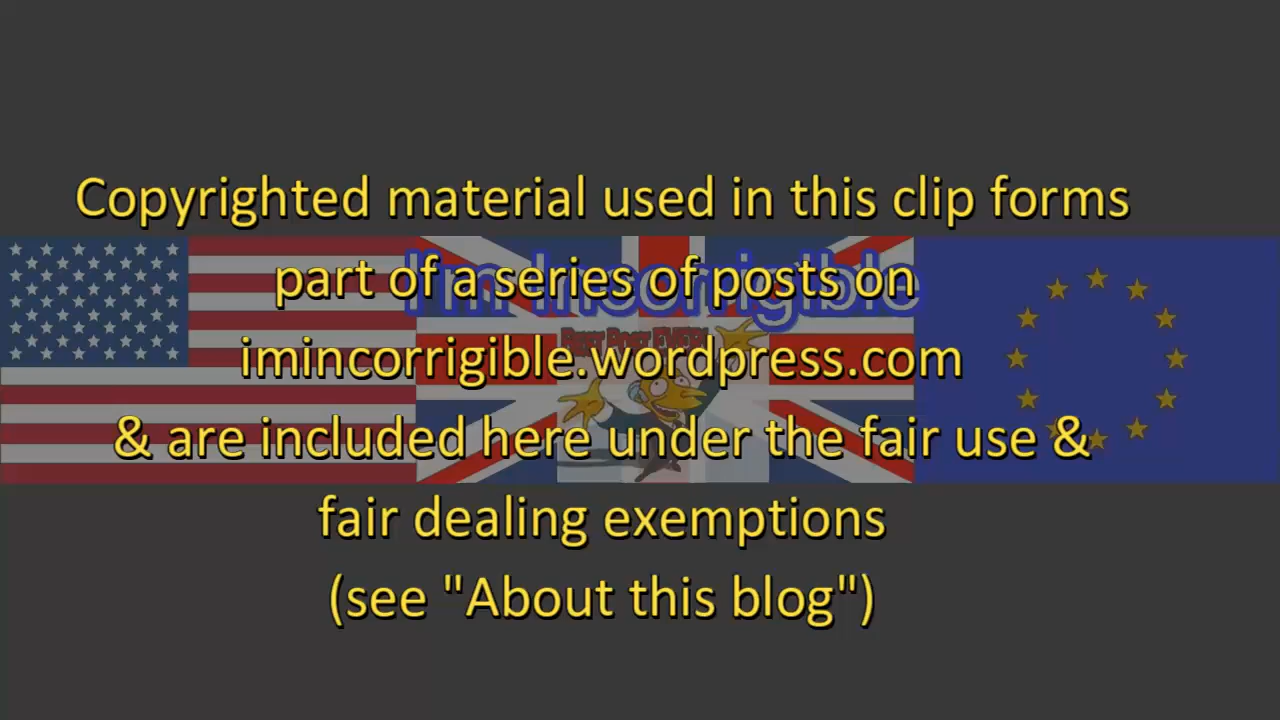 Copyrighted material used in this clip forms
part of a series of posts on
I'm Incorrigible
imincorrigible.wordpress.com
& are included here under the fair use &
fair dealing exemptions
(see "About this blog")